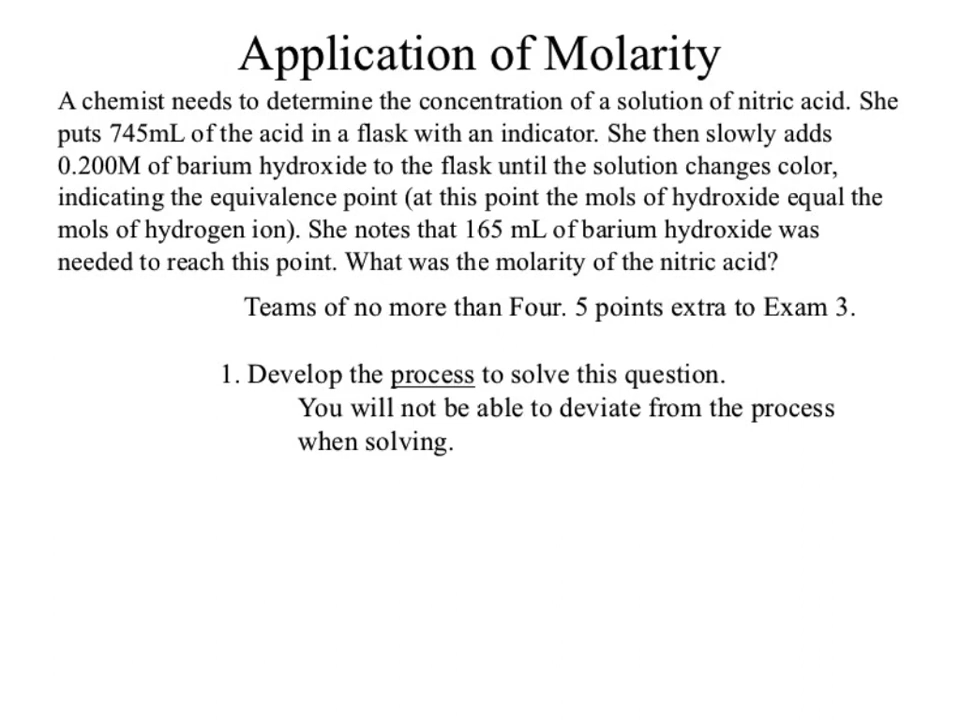 Application of Molarity
A chemist needs to determine the concentration of a solution of nitric acid. She
puts 745mL of the acid in a flask with an indicator. She then slowly adds
0.200M of barium hydroxide to the flask until the solution changes color,
indicating the equivalence point (at this point the mols of hydroxide equal the
mols of hydrogen ion). She notes that 165 mL of barium hydroxide was
needed to reach this point. What was the molarity of the nitric acid?
Teams of no more than Four. 5 points extra to Exam 3.
1. Develop the process to solve this question.
You will not be able to deviate from the process
when solving.